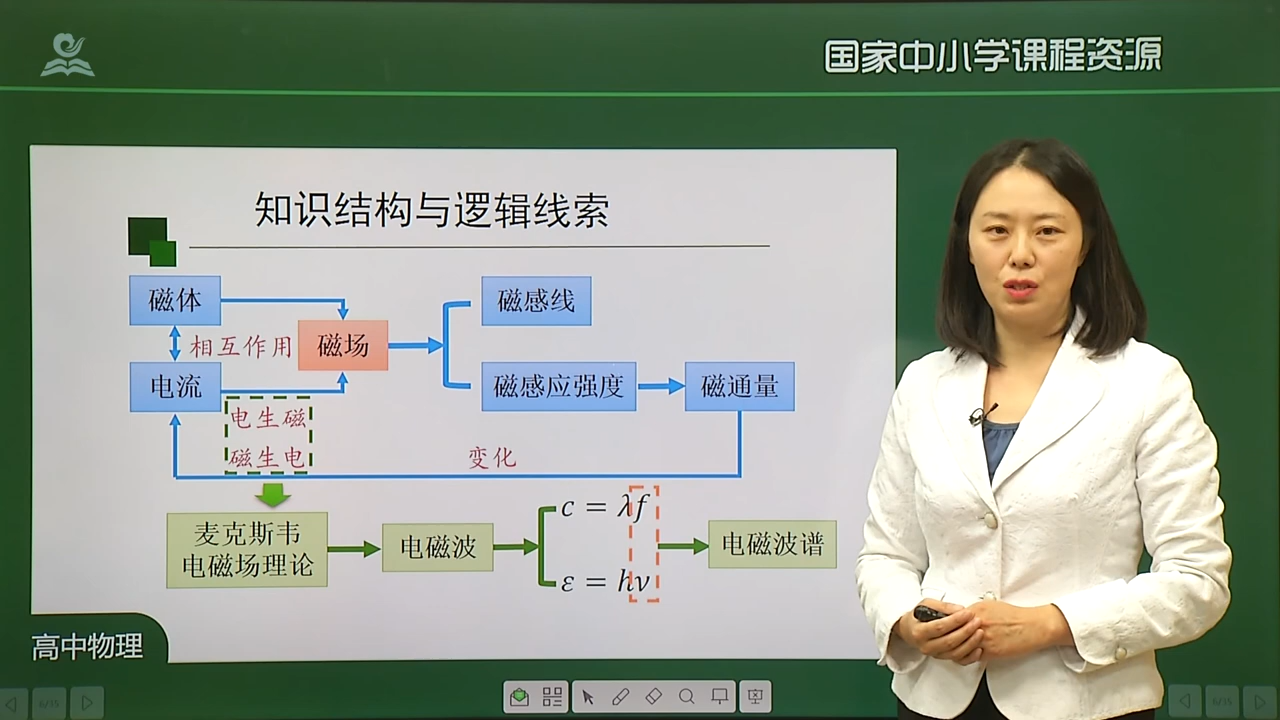 国家中小学课程资源
知识结构与逻辑线索
磁体
相互作用
磁场
磁感线
电流
磁感应强度
磁通量
电生磁
磁生电
变化
麦克斯韦
电磁场理论
电磁波
c = λf
ε = hν
电磁波谱
高中物理